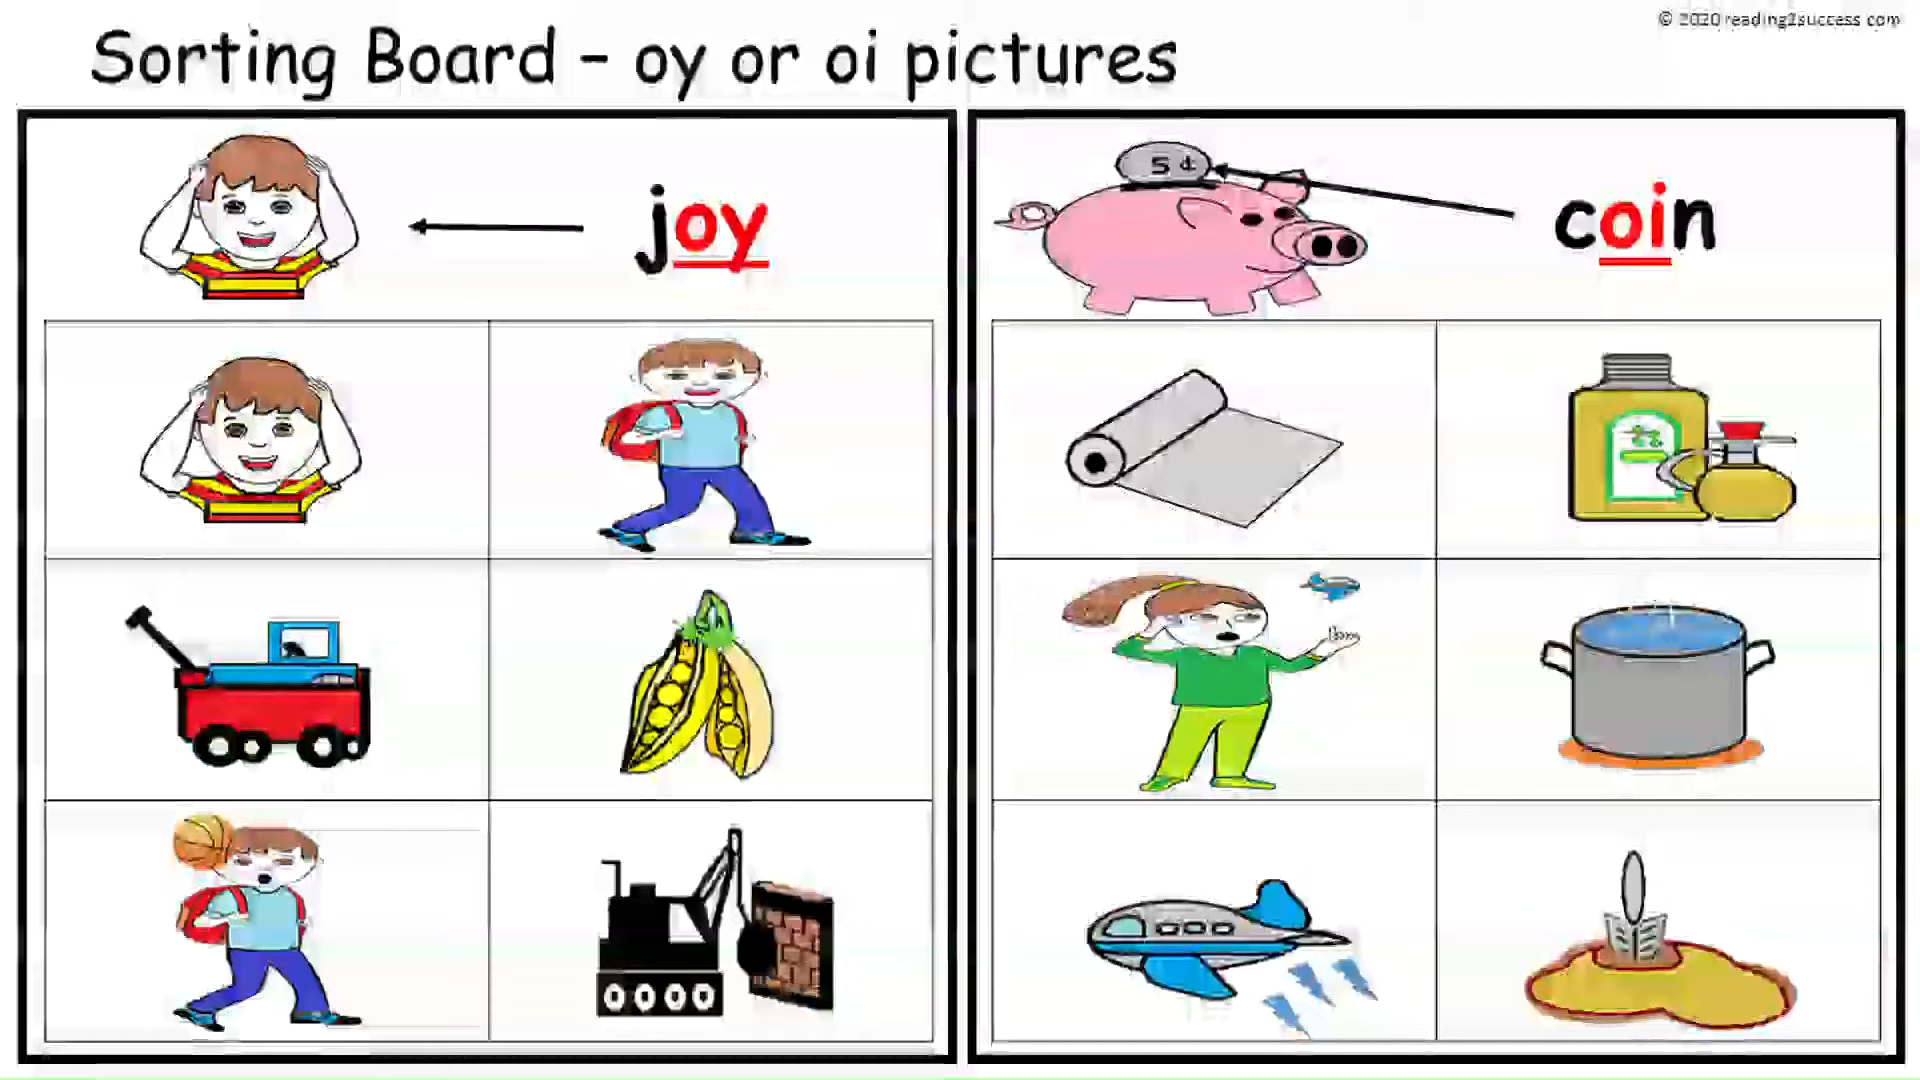 © 2020 reading2success.com
Sorting Board – oy or oi pictures
joy
5¢
coin